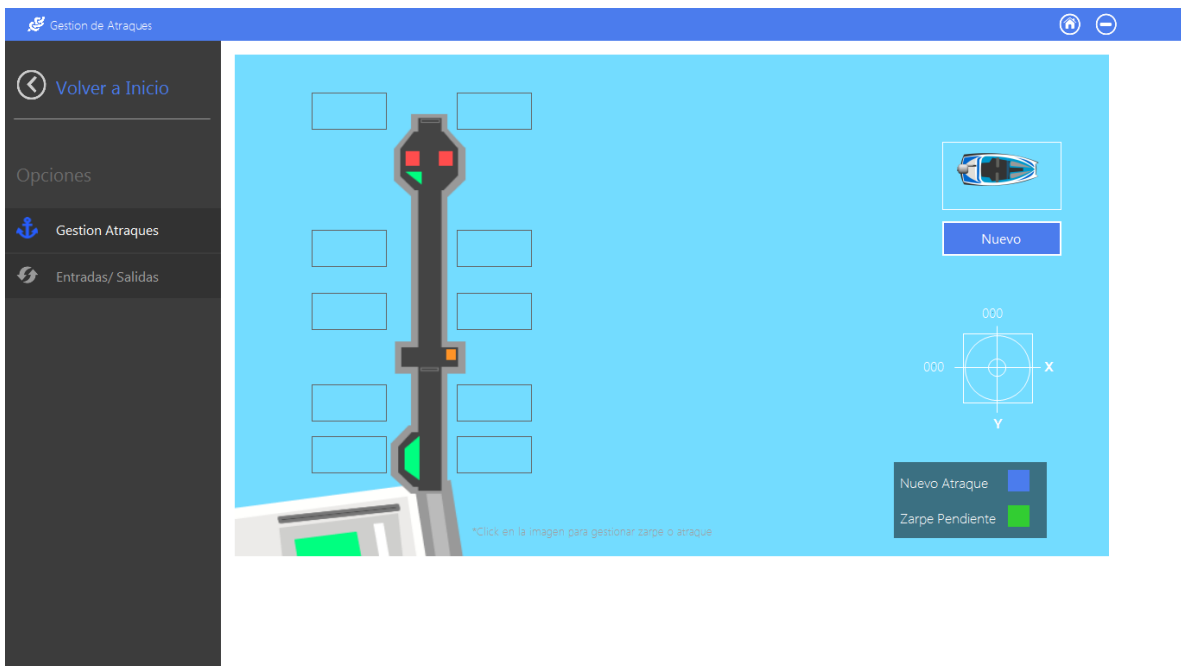 Gestion de Atraques
Volver a Inicio
Opciones
Gestion Atraques
Entradas/ Salidas
Nuevo
000
000
X
Y
Nuevo Atraque
Zarpe Pendiente
*Click en la imagen para gestionar zarpe o atraque